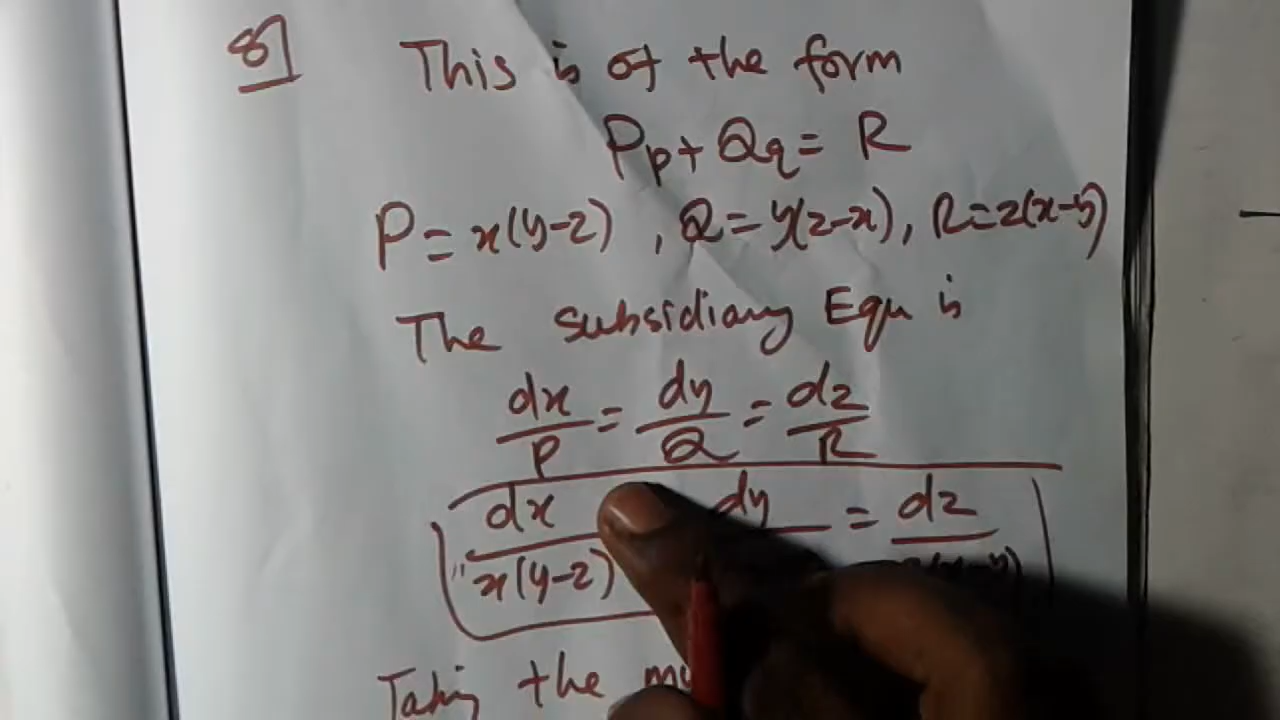 8]
This is of the form
Pp + Qq = R
P = x(y-z), Q = y(z-x), R = z(x-y)
The subsidiary Equ is
dx/P = dy/Q = dz/R
dx/x(y-z) dy = dz
Taking the